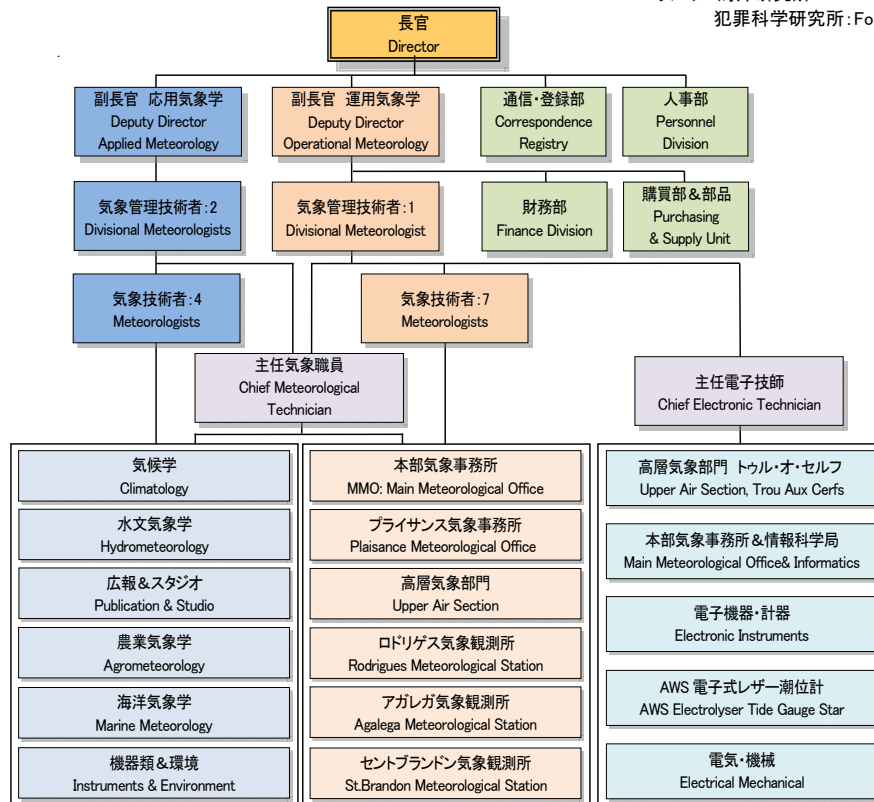 犯罪科学研究所:Fo
長官
Director
副長官 応用気象学
Deputy Director
Applied Meteorology
副長官 運用気象学
Deputy Director
Operational Meteorology
通信・登録部
Correspondence
Registry
人事部
Personnel
Division
気象管理技術者:2
Divisional Meteorologists
気象管理技術者:1
Divisional Meteorologist
財務部
Finance Division
購買部&部品
Purchasing
& Supply Unit
気象技術者:4
Meteorologists
気象技術者:7
Meteorologists
主任気象職員
Chief Meteorological
Technician
主任電子技師
Chief Electronic Technician
気候学
Climatology
水文気象学
Hydrometeorology
広報&スタジオ
Publication & Studio
農業気象学
Agrometeorology
海洋気象学
Marine Meteorology
機器類&環境
Instruments & Environment
本部気象事務所
MMO: Main Meteorological Office
プライサンス気象事務所
Plaisance Meteorological Office
高層気象部門
Upper Air Section
ロドリゲス気象観測所
Rodrigues Meteorological Station
アガレガ気象観測所
Agalega Meteorological Station
セントブランドン気象観測所
St.Brandon Meteorological Station
高層気象部門 トゥル・オ・セルフ
Upper Air Section, Trou Aux Cerfs
本部気象事務所&情報科学局
Main Meteorological Office& Informatics
電子機器・計器
Electronic Instruments
AWS 電子式レザー潮位計
AWS Electrolyser Tide Gauge Star
電気・機械
Electrical Mechanical